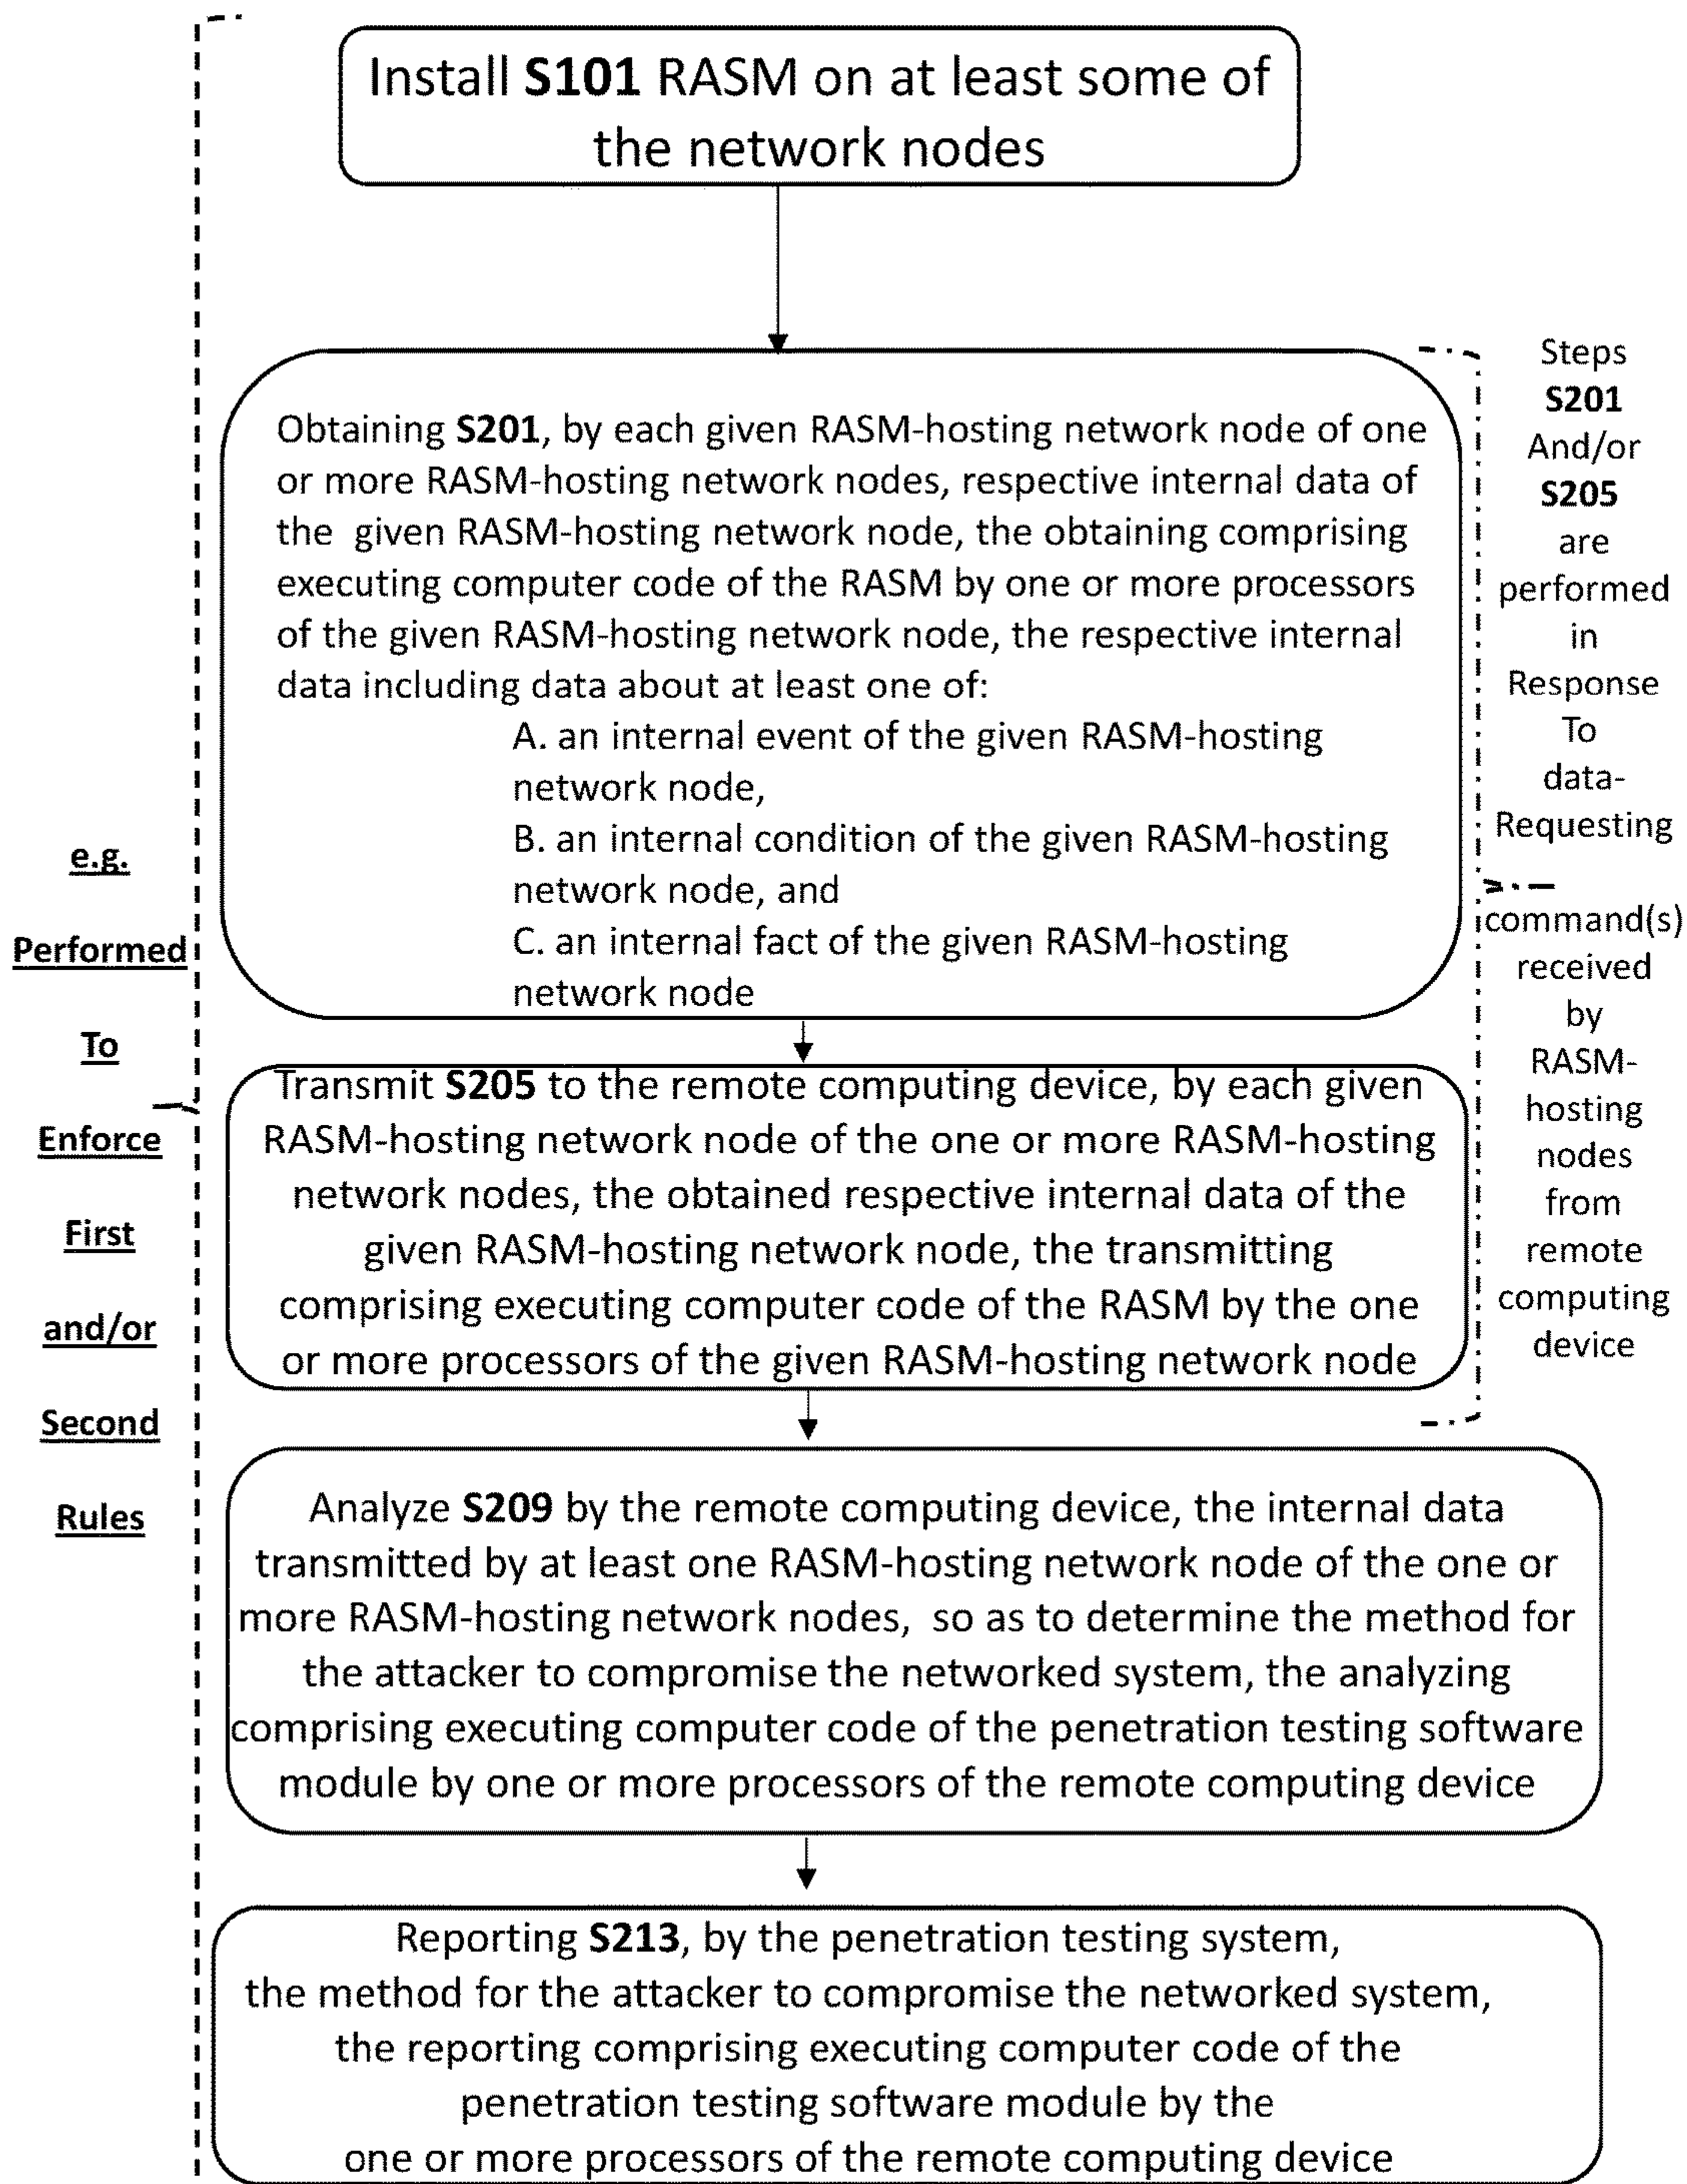 Install S101 RASM on at least some of
the network nodes
Obtaining S201, by each given RASM-hosting network node of one
or more RASM-hosting network nodes, respective internal data of
the given RASM-hosting network node, the obtaining comprising
executing computer code of the RASM by one or more processors
of the given RASM-hosting network node, the respective internal
data including data about at least one of:
A. an internal event of the given RASM-hosting
network node,
B. an internal condition of the given RASM-hosting
network node, and
C. an internal fact of the given RASM-hosting
network node
Steps
S201
And/or
S205
are
performed
in
Response
To
data-
Requesting
command(s)
received
by
RASM-
hosting
nodes
from
remote
computing
device
e.g.
Performed
To
Enforce
First
and/or
Second
Rules
Transmit S205 to the remote computing device, by each given
RASM-hosting network node of the one or more RASM-hosting
network nodes, the obtained respective internal data of the
given RASM-hosting network node, the transmitting
comprising executing computer code of the RASM by the one
or more processors of the given RASM-hosting network node
Analyze S209 by the remote computing device, the internal data
transmitted by at least one RASM-hosting network node of the one or
more RASM-hosting network nodes, so as to determine the method for
the attacker to compromise the networked system, the analyzing
comprising executing computer code of the penetration testing software
module by one or more processors of the remote computing device
Reporting S213, by the penetration testing system,
the method for the attacker to compromise the networked system,
the reporting comprising executing computer code of the
penetration testing software module by the
one or more processors of the remote computing device